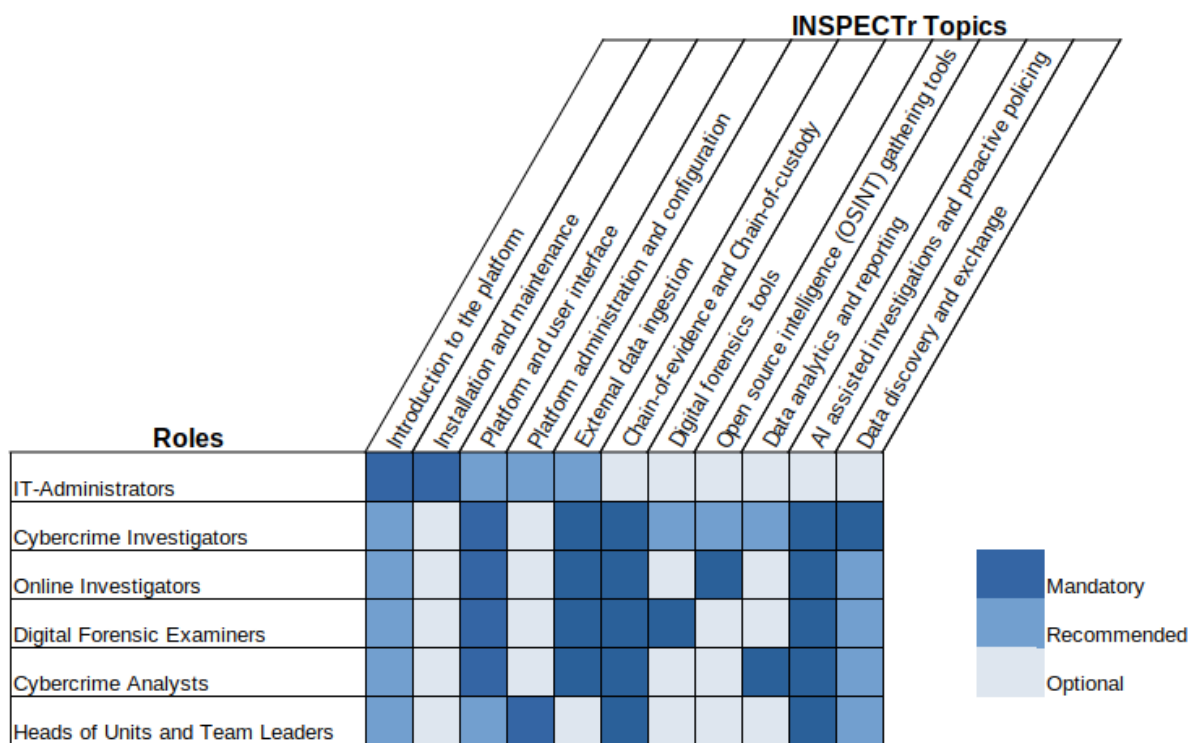 INSPECTr Topics
Introduction to the platform
Installation and maintenance
Platform and user interface
Platform administration and configuration
External data ingestion
Chain-of-evidence and Chain-of-custody
Digital forensics tools
Open source intelligence (OSINT) gathering tools
Data analytics and reporting
AI assisted investigations and proactive policing
Data discovery and exchange
Roles
IT-Administrators
Cybercrime Investigators
Online Investigators
Digital Forensic Examiners
Cybercrime Analysts
Heads of Units and Team Leaders
Mandatory
Recommended
Optional